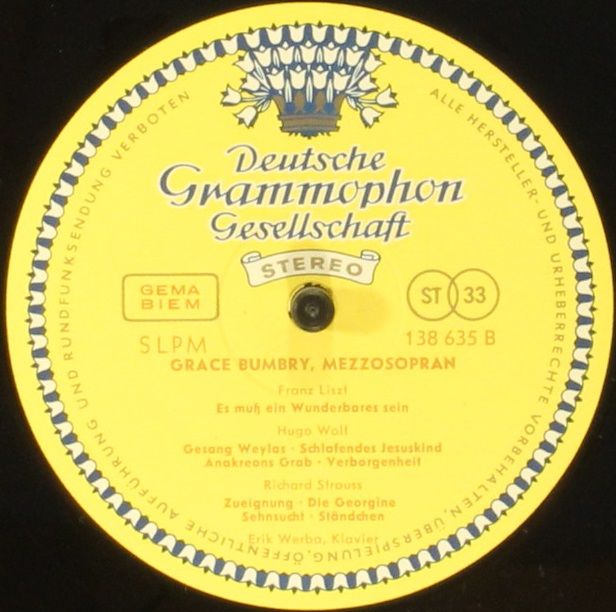 Deutsche
Grammophon
Gesellschaft
STEREO
GEMA
BIEM
ST 33
SLPM
138 635 B
GRACE BUMBRY, MEZZOSOPRAN
Franz Liszt
Es muß ein Wunderbares sein
Hugo Wolf
Gesang Weylas · Schlafendes Jesuskind
Anakreons Grab · Verborgenheit
Richard Strauss
Zueignung · Die Georgine
Sehnsucht · Ständchen
Erik Werba, Klavier
ALLE HERSTELLER- UND URHEBERRECHTE VORBEHALTEN, ÜBERSPIELUNG, ÖFFENTLICHE AUFFÜHRUNG UND RUNDFUNKSENDUNG VERBOTEN